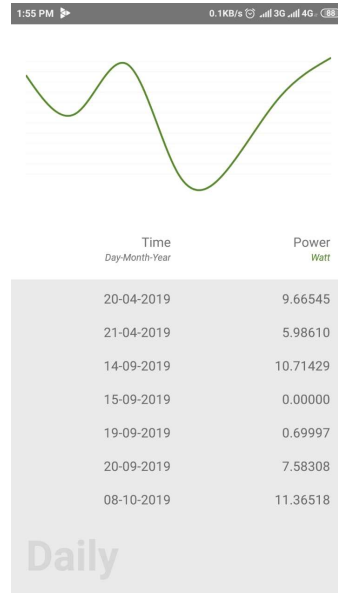 1:55 PM 0.1KB/s 3G 4G 88
Time Power
Day-Month-Year Watt
20-04-2019 9.66545
21-04-2019 5.98610
14-09-2019 10.71429
15-09-2019 0.00000
19-09-2019 0.69997
20-09-2019 7.58308
08-10-2019 11.36518
Daily